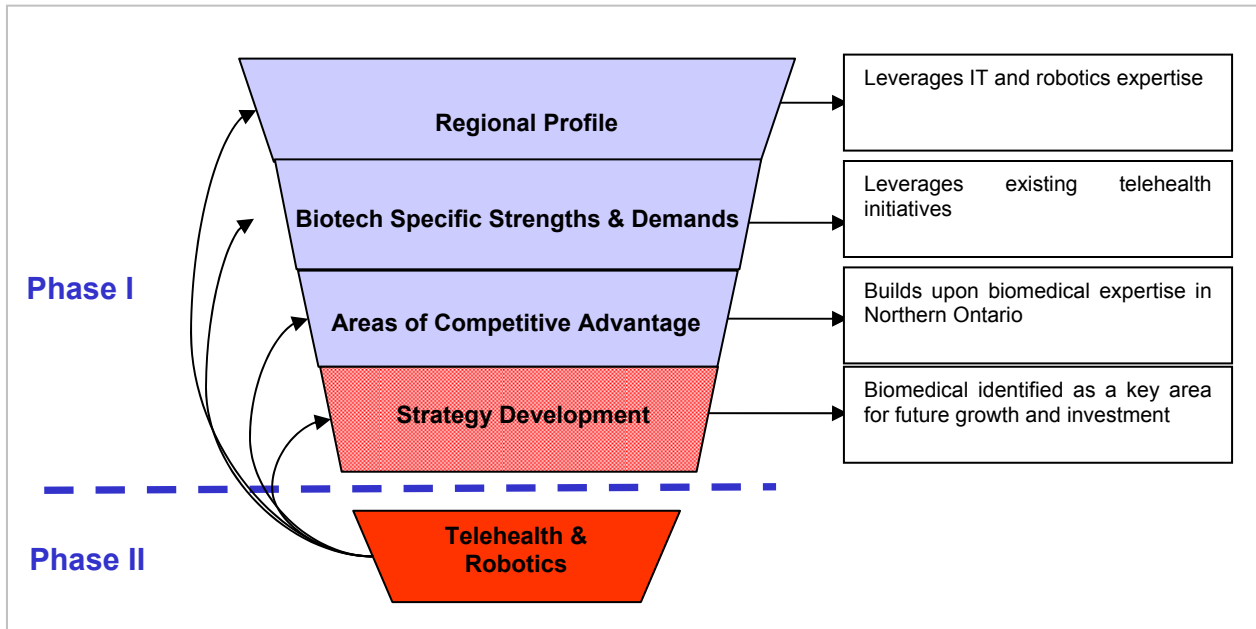 Regional Profile
Leverages IT and robotics expertise
Biotech Specific Strengths & Demands
Leverages existing telehealth
initiatives
Phase I
Areas of Competitive Advantage
Builds upon biomedical expertise in
Northern Ontario
Strategy Development
Biomedical identified as a key area
for future growth and investment
Phase II
Telehealth &
Robotics